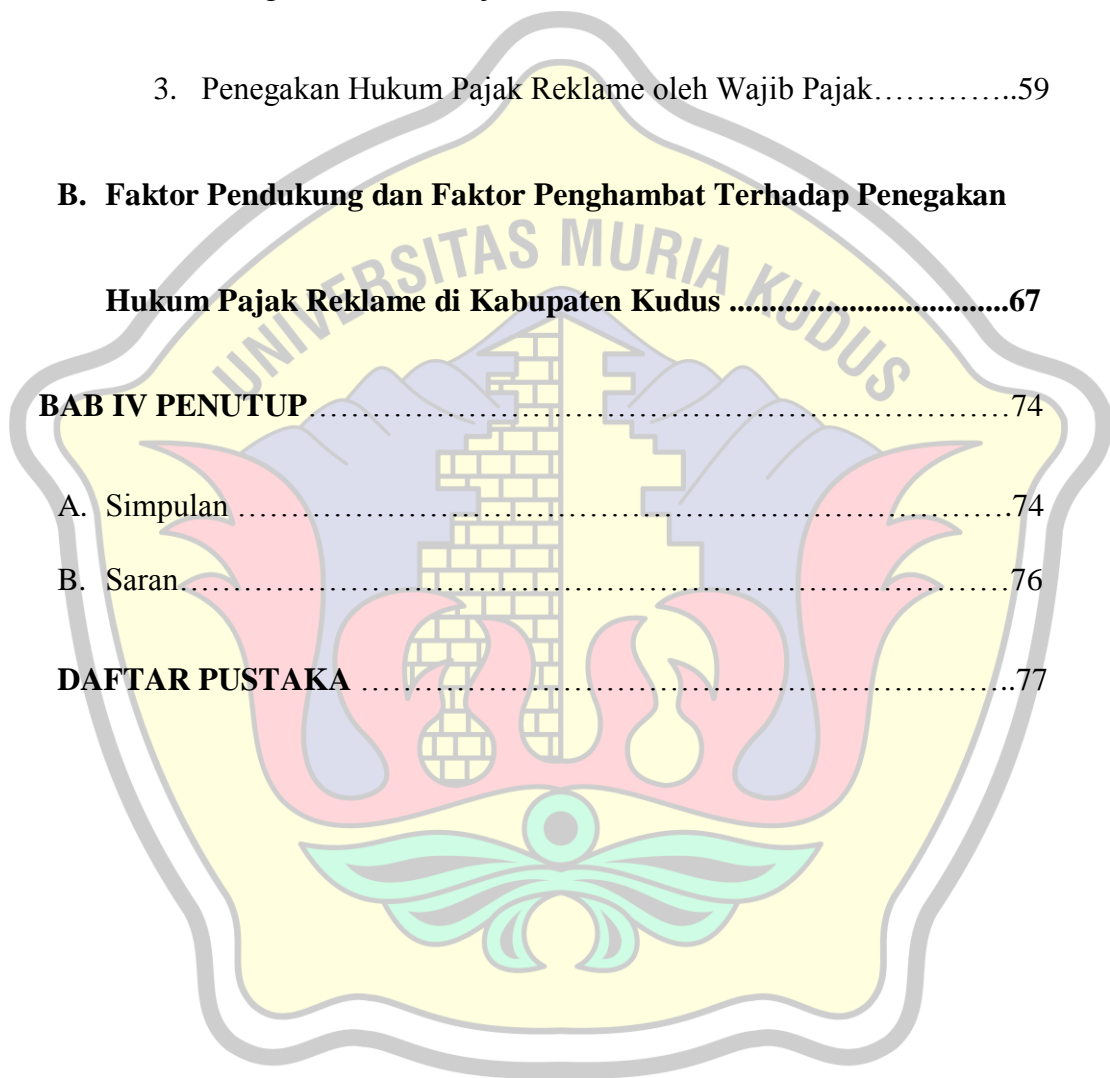 3. Penegakan Hukum Pajak Reklame oleh Wajib Pajak…………..59
B. Faktor Pendukung dan Faktor Penghambat Terhadap Penegakan
UNIVERSITAS MURIA KUDUS
Hukum Pajak Reklame di Kabupaten Kudus ..................................67
BAB IV PENUTUP……………………………………………………………74
A. Simpulan …………………………………………………………………….74
B. Saran…………………………………………………………………………76
DAFTAR PUSTAKA …………………………………………………………..77